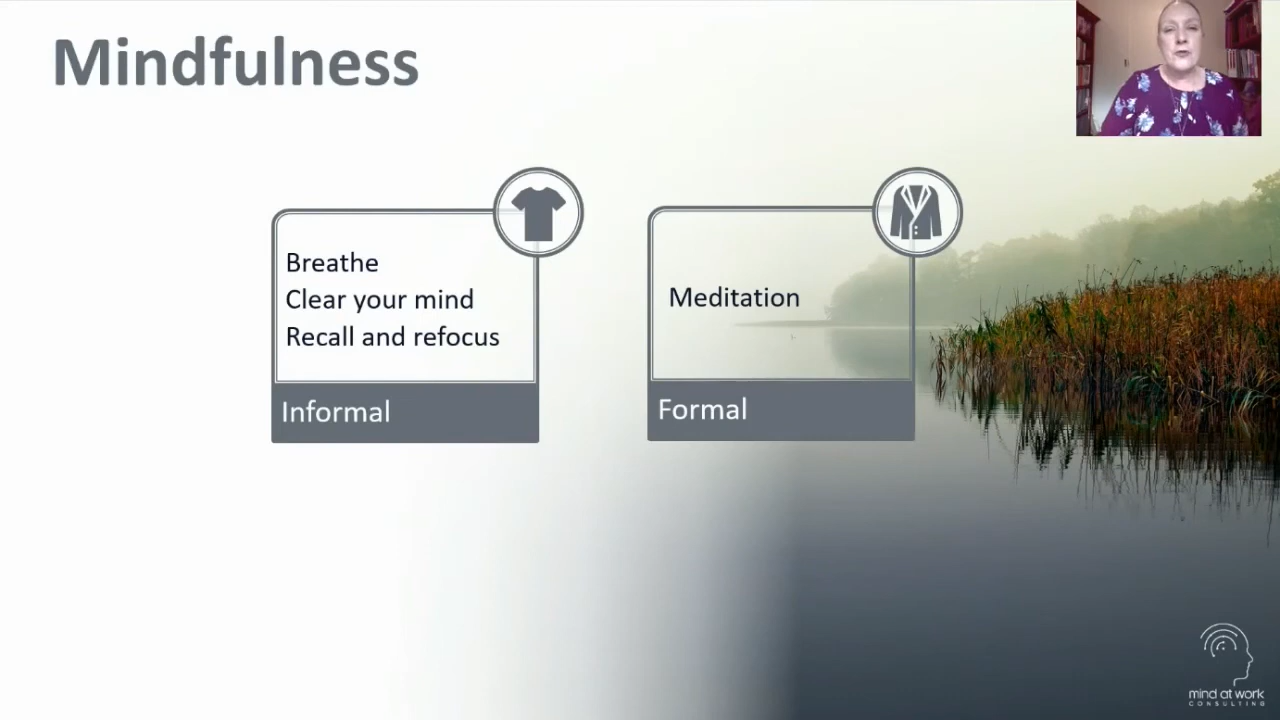 Mindfulness
Breathe
Clear your mind
Recall and refocus
Informal
Meditation
Formal
mind at work
CONSULTING